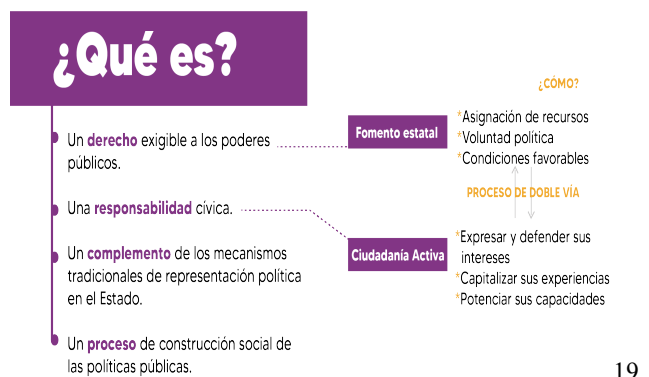 ¿Qué es?
Un derecho exigible a los poderes
públicos.
Una responsabilidad cívica.
Un complemento de los mecanismos
tradicionales de representación política
en el Estado.
Un proceso de construcción social de
las políticas públicas.
Fomento estatal
¿CÓMO?
*Asignación de recursos
*Voluntad política
*Condiciones favorables
PROCESO DE DOBLE VÍA
Ciudadanía Activa
*Expresar y defender sus
intereses
*Capitalizar sus experiencias
*Potenciar sus capacidades
19